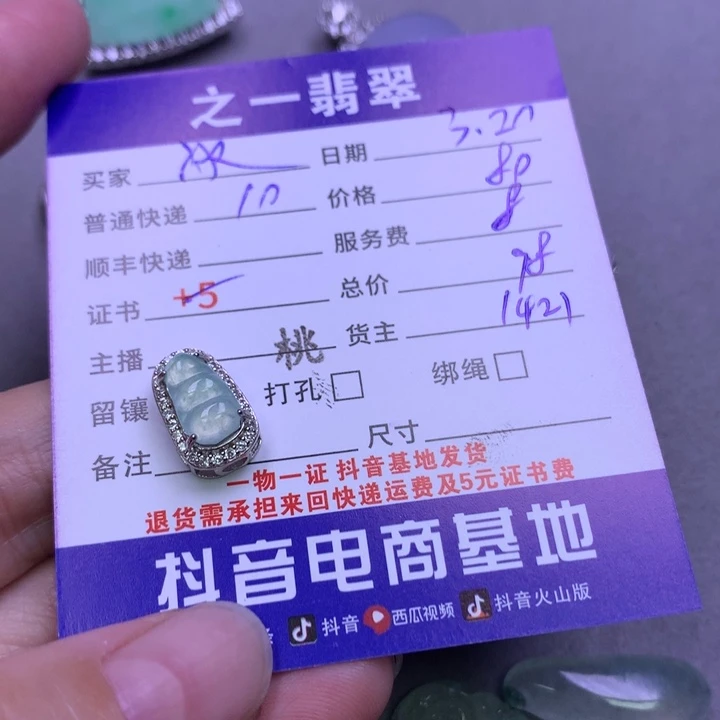 之一翡翠
买家 日期 3.20
普通快递 10 价格 80
顺丰快递 服务费 8
证书 +5 总价
主播 桃 货主 1421
留镶 打孔 绑绳
备注 尺寸
一物一证 抖音基地发货
退货需承担来回快递运费及5元证书费
抖音电商基地
抖音 西瓜视频 抖音火山版